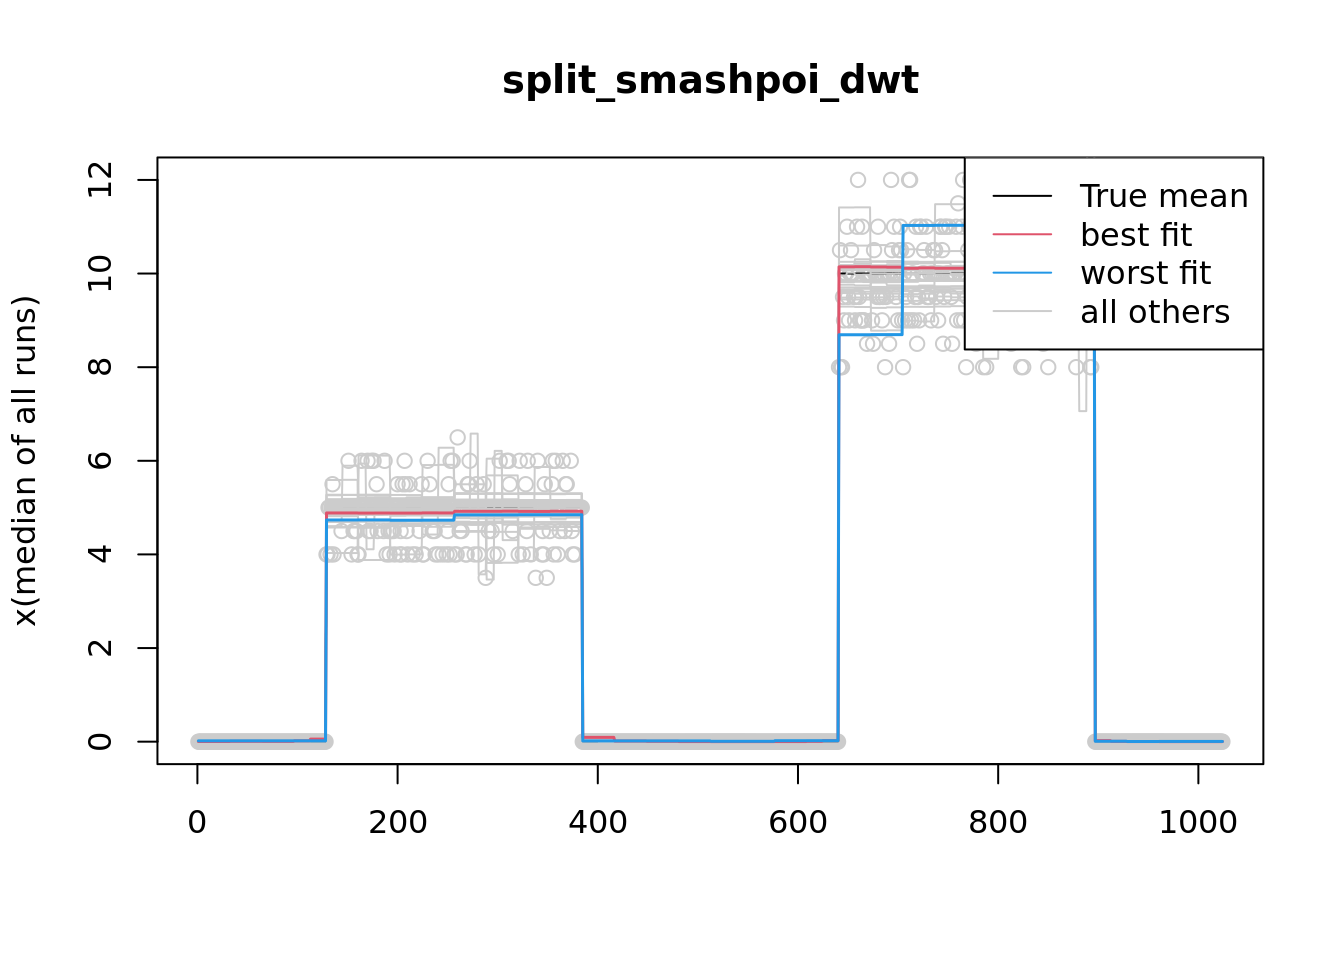 split_smashpoi_dwt
x(median of all runs)
12
10
8
6
4
2
0
True mean
best fit
worst fit
all others
0 200 400 600 800 1000